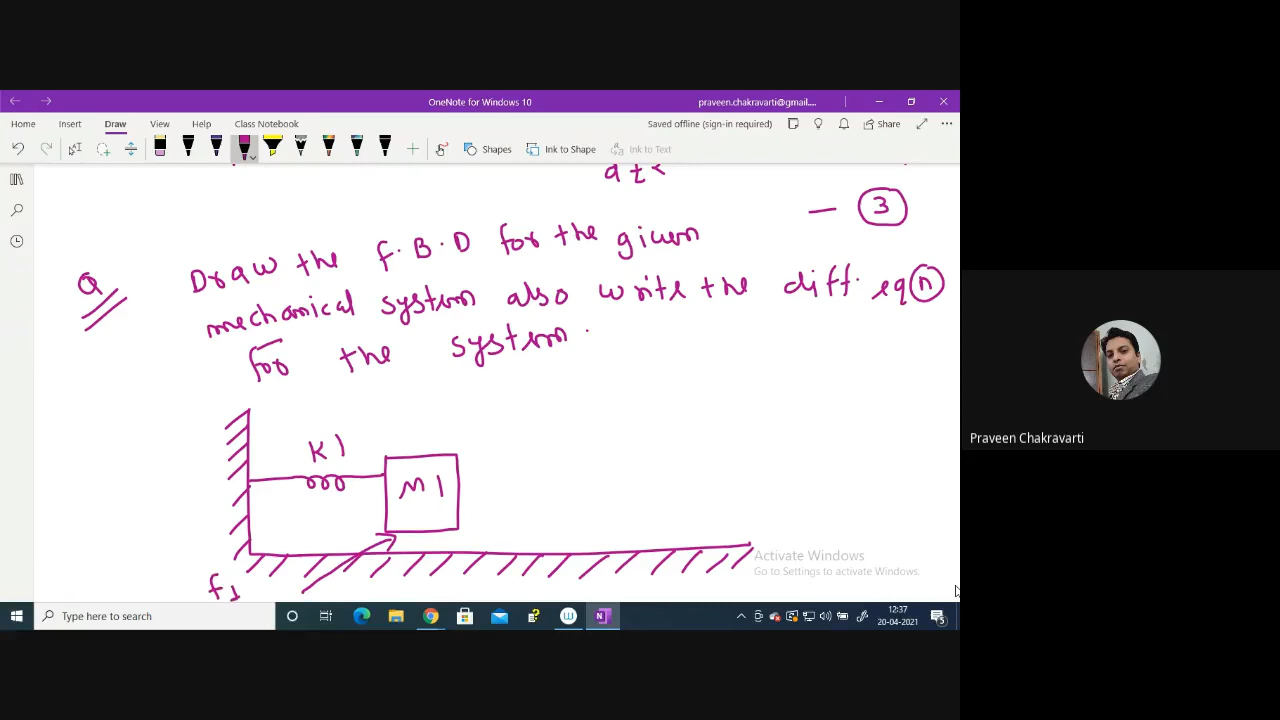 OneNote for Windows 10
praveen.chakravarti@gmail....
Home Insert Draw View Help Class Notebook
Saved offline (sign-in required)
Share
Shapes Ink to Shape Ink to Text
d t 2
— 3
Q Draw the f.B.D for the given
mechanical system also write the diff. eq n
for the system.
K1
M1
f1
Activate Windows
Go to Settings to activate Windows.
Praveen Chakravarti
Type here to search
12:37
20-04-2021
5